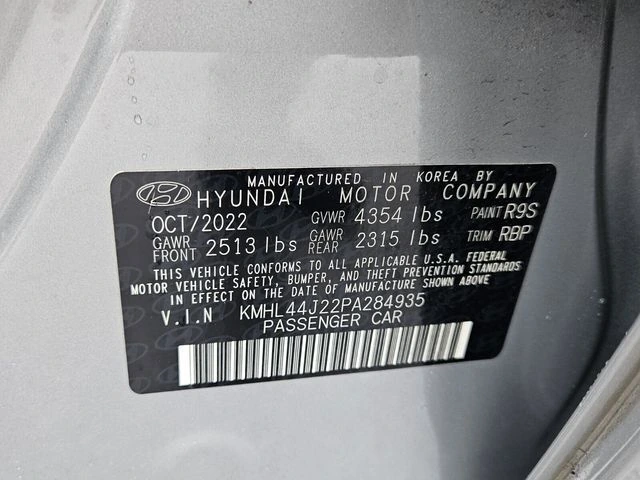 MANUFACTURED IN KOREA BY
HYUNDAI MOTOR COMPANY
OCT/2022 GVWR 4354 lbs PAINT R9S
GAWR FRONT 2513 lbs GAWR REAR 2315 lbs TRIM RBP
THIS VEHICLE CONFORMS TO ALL APPLICABLE U.S.A. FEDERAL
MOTOR VEHICLE SAFETY, BUMPER, AND THEFT PREVENTION STANDARDS
IN EFFECT ON THE DATE OF MANUFACTURE SHOWN ABOVE
V.I.N KMHL44J22PA284935
PASSENGER CAR